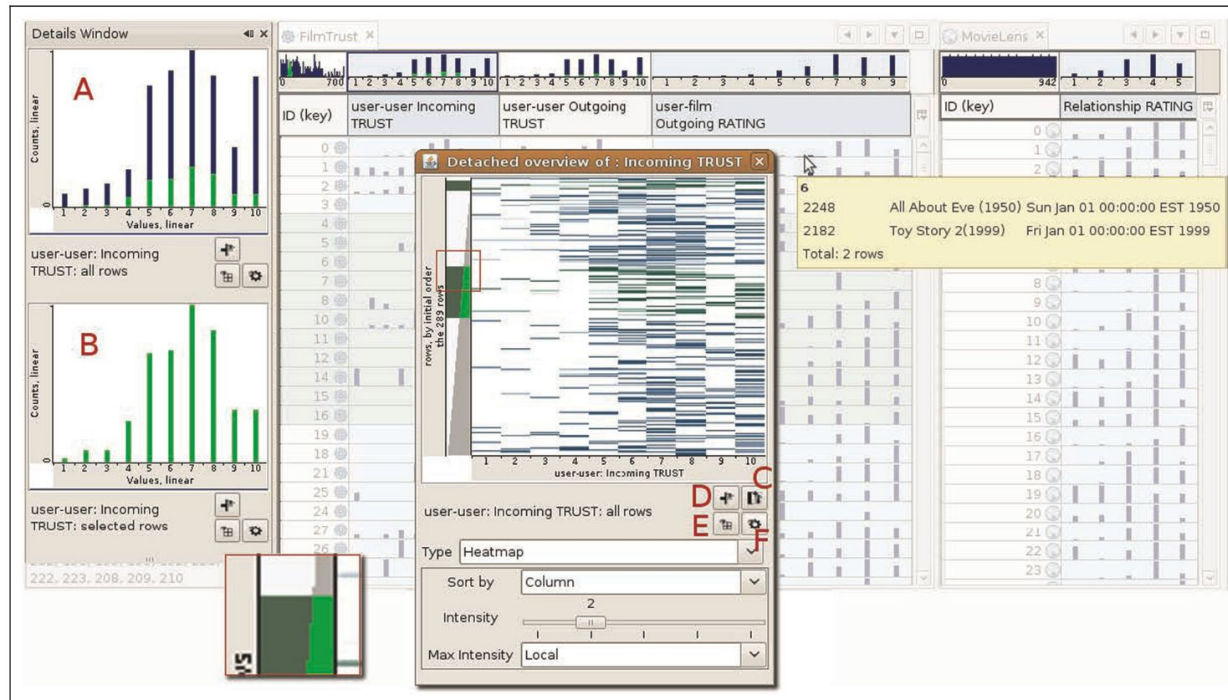 Details Window
A
Counts, linear
0
1 2 3 4 5 6 7 8 9 10
Values, linear
user-user: Incoming
TRUST: all rows
B
Counts, linear
0
1 2 3 4 5 6 7 8 9 10
Values, linear
user-user: Incoming
TRUST: selected rows
222, 223, 208, 209, 210
FilmTrust
0 700
1 2 3 4 5 6 7 8 9 10
1 2 3 4 5 6 7 8 9 10
1 2 3 4 5 6 7 8 9
ID (key)
user-user Incoming
TRUST
user-user Outgoing
TRUST
user-film
Outgoing RATING
0
1
2
3
4
5
6
7
8
10
11
12
14
15
16
19
18
21
25
24
27
26
Detached overview of : Incoming TRUST
rows, by initial order
the 289 rows
1 2 3 4 5 6 7 8 9 10
user-user: Incoming TRUST
C
D
user-user: Incoming TRUST: all rows
E
F
Type Heatmap
Sort by Column
2
Intensity
Max Intensity Local
MovieLens
0 942
1 2 3 4 5
ID (key)
Relationship RATING
0
1
2
6
2248 All About Eve (1950) Sun Jan 01 00:00:00 EST 1950
2182 Toy Story 2(1999) Fri Jan 01 00:00:00 EST 1999
Total: 2 rows
8
9
10
11
12
13
14
15
16
17
18
19
20
21
22
23